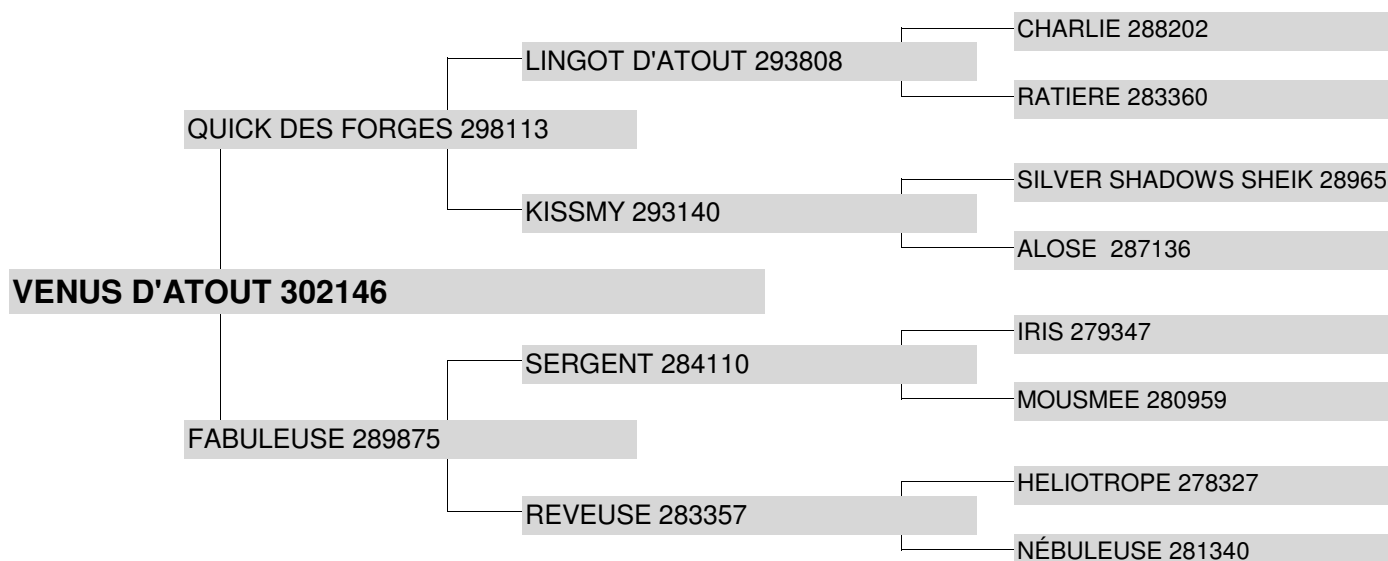 CHARLIE 288202
LINGOT D'ATOUT 293808
RATIERE 283360
QUICK DES FORGES 298113
SILVER SHADOWS SHEIK 28965
KISSMY 293140
ALOSE 287136
VENUS D'ATOUT 302146
IRIS 279347
SERGENT 284110
MOUSMEE 280959
FABULEUSE 289875
HELIOTROPE 278327
REVEUSE 283357
NÉBULEUSE 281340